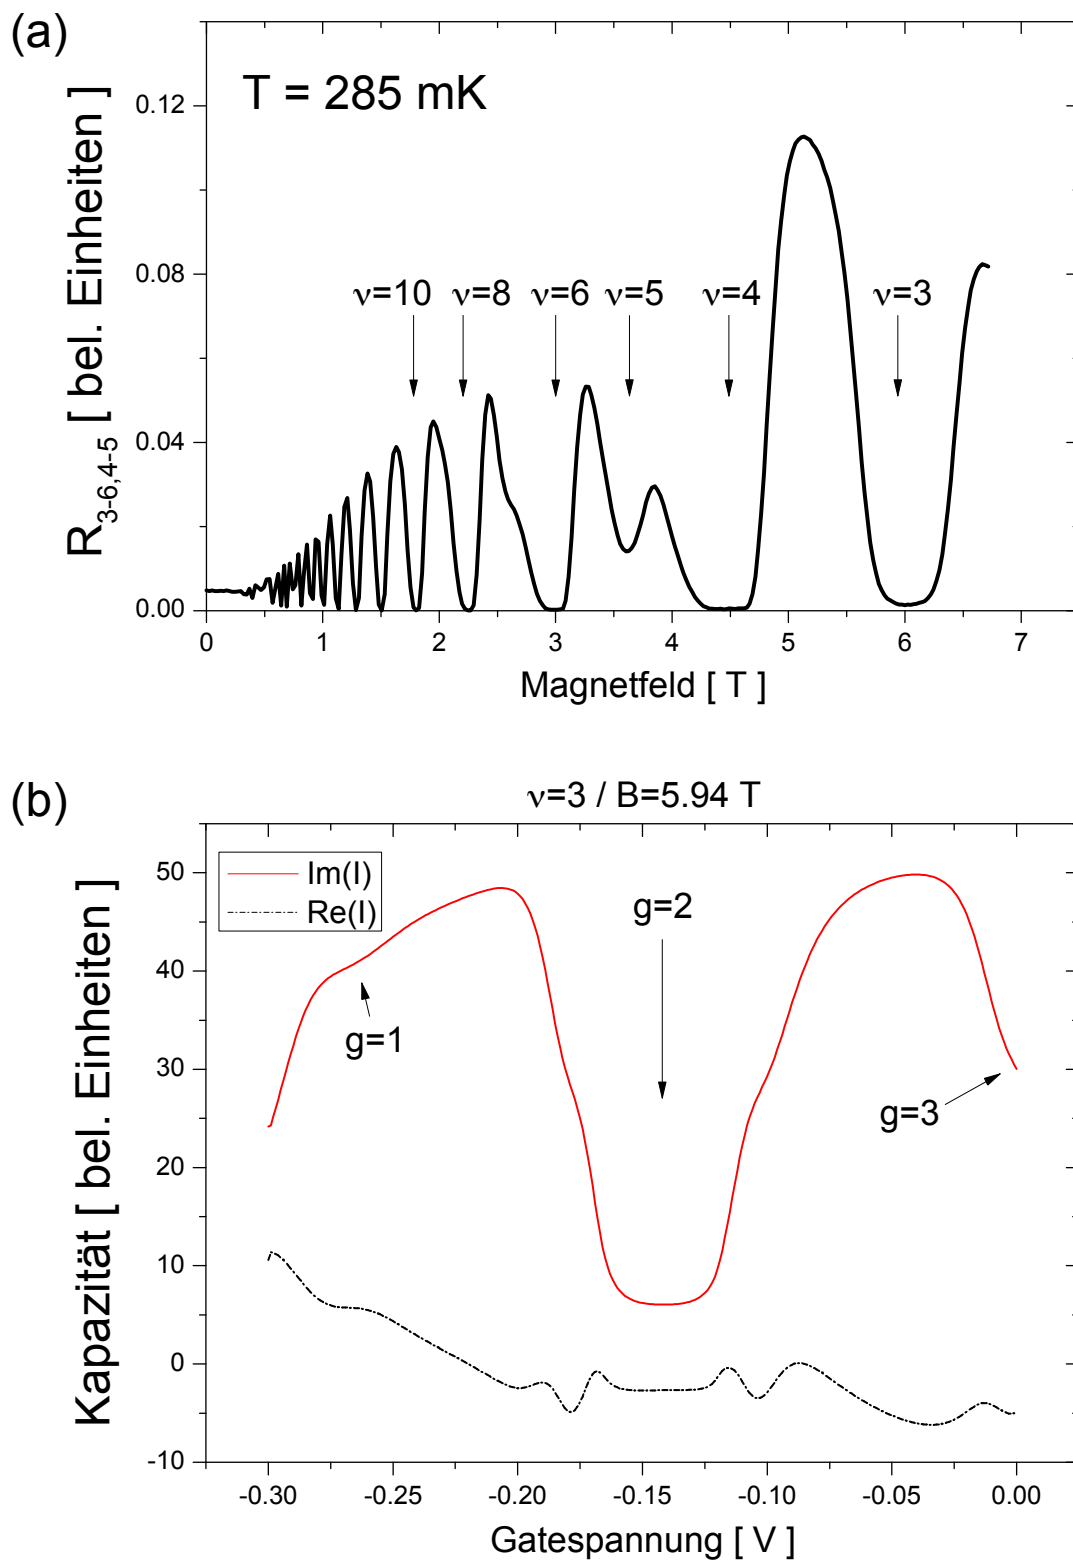 (a)
T = 285 mK
R3-6,4-5 [ bel. Einheiten ]
0.12
0.08
0.04
0.00
ν=10 ν=8 ν=6 ν=5 ν=4 ν=3
0 1 2 3 4 5 6 7
Magnetfeld [ T ]
(b)
ν=3 / B=5.94 T
Kapazität [ bel. Einheiten ]
50
40
30
20
10
0
-10
Im(I)
Re(I)
g=1
g=2
g=3
-0.30 -0.25 -0.20 -0.15 -0.10 -0.05 0.00
Gatespannung [ V ]